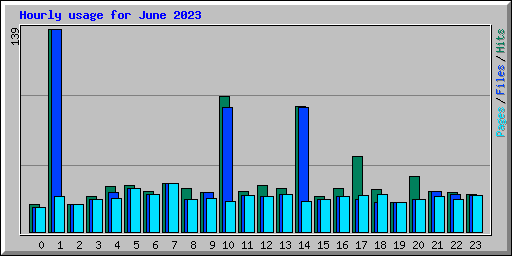 Hourly usage for June 2023
139
Pages/Files/Hits
0 1 2 3 4 5 6 7 8 9 10 11 12 13 14 15 16 17 18 19 20 21 22 23